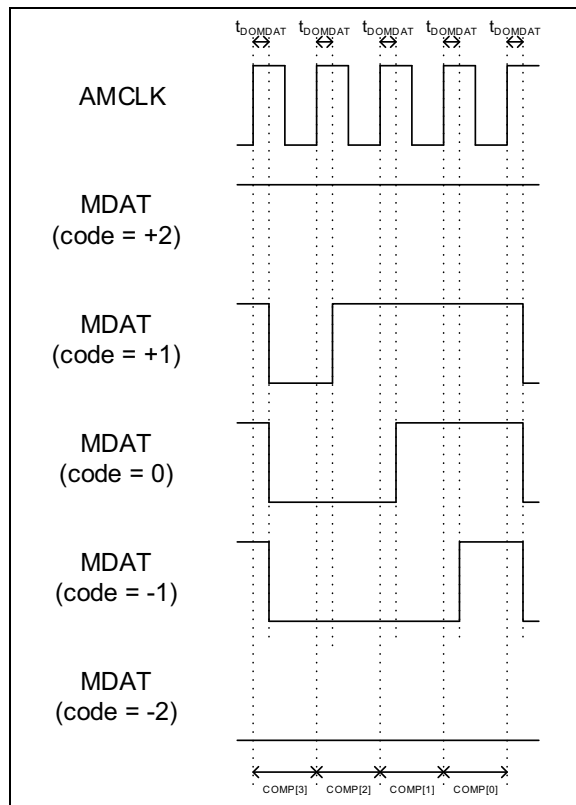 tDOMDAT tDOMDAT tDOMDAT tDOMDAT tDOMDAT
AMCLK
MDAT
(code = +2)
MDAT
(code = +1)
MDAT
(code = 0)
MDAT
(code = -1)
MDAT
(code = -2)
COMP[3] COMP[2] COMP[1] COMP[0]